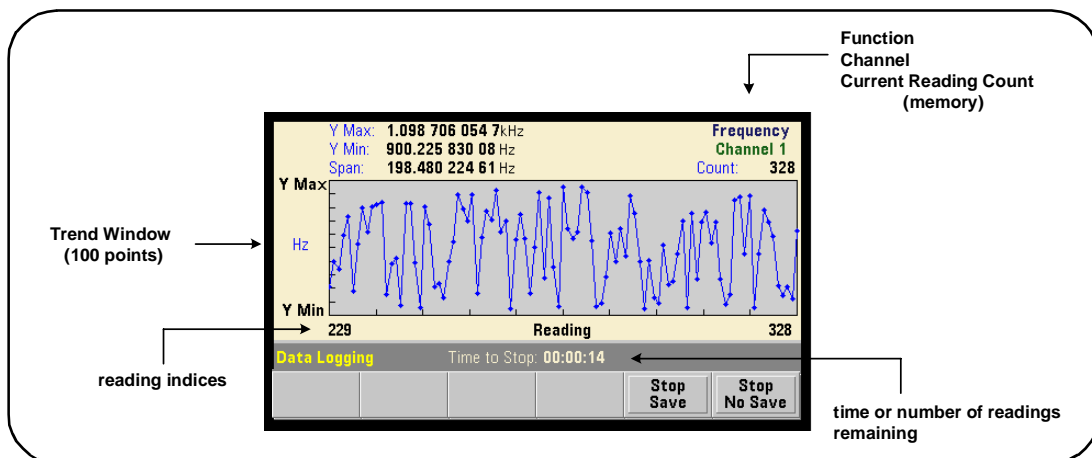 Function
Channel
Current Reading Count
(memory)
Y Max: 1.098 706 054 7kHz
Frequency
Y Min: 900.225 830 08 Hz
Channel 1
Span: 198.480 224 61 Hz
Count: 328
Y Max
Trend Window
(100 points)
Hz
Y Min
229 Reading 328
Data Logging Time to Stop: 00:00:14
reading indices
Stop
Save
Stop
No Save
time or number of readings
remaining